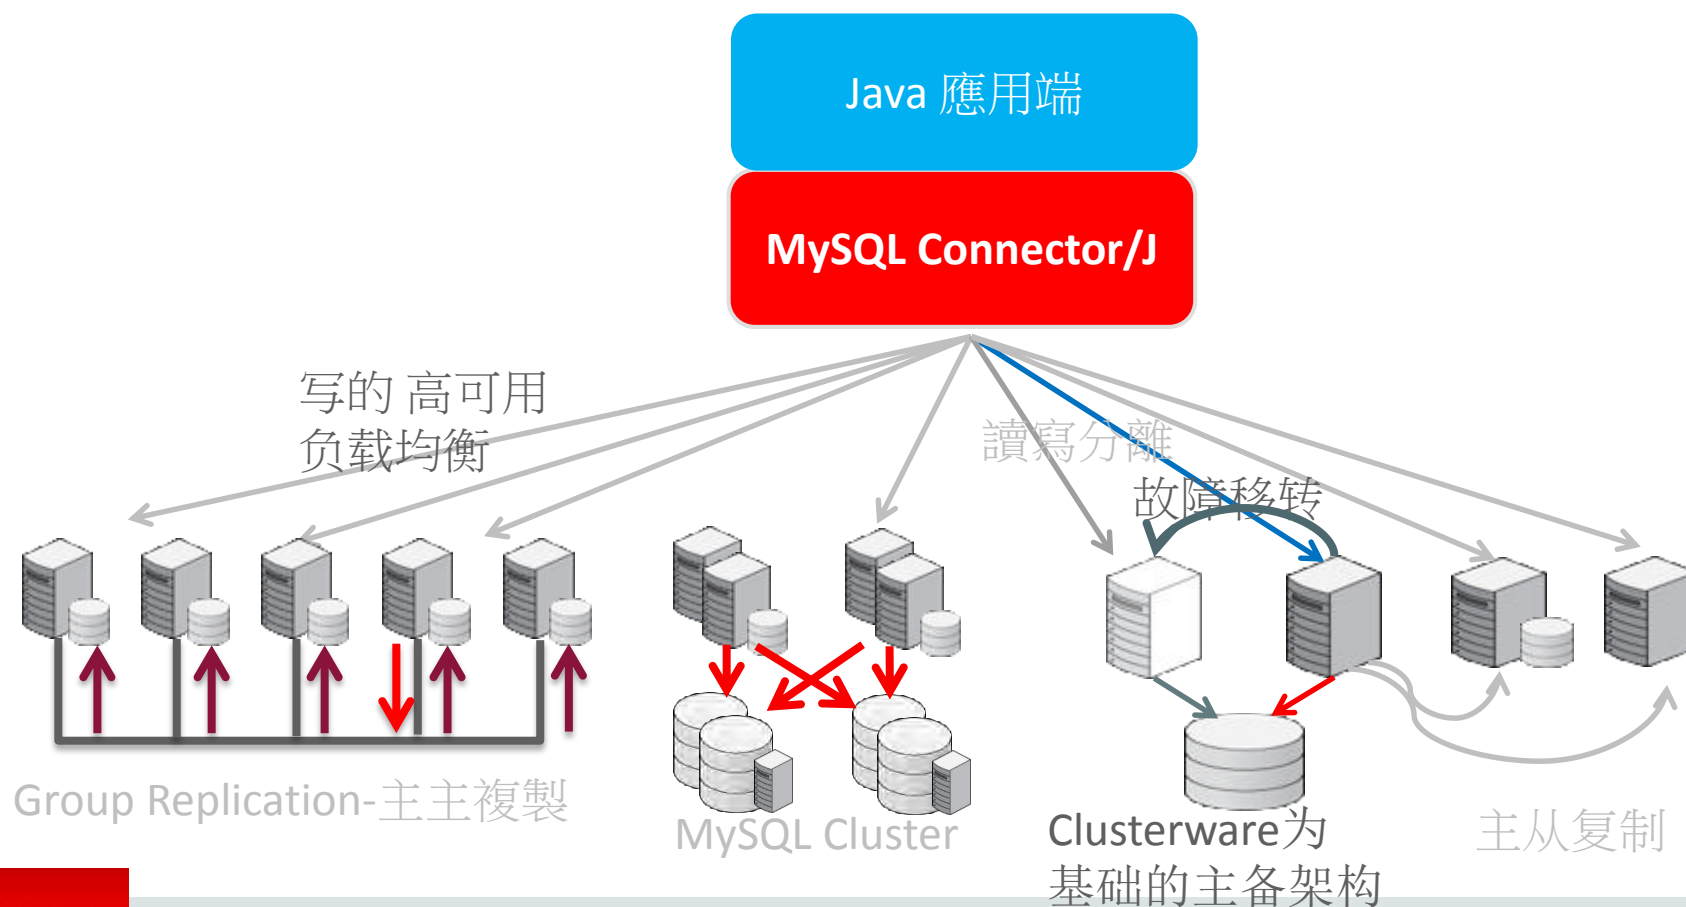 Java 應用端
MySQL Connector/J
写的 高可用
负载均衡
讀寫分離
故障移转
Group Replication-主主複製
MySQL Cluster
Clusterware为
基础的主备架构
主从复制